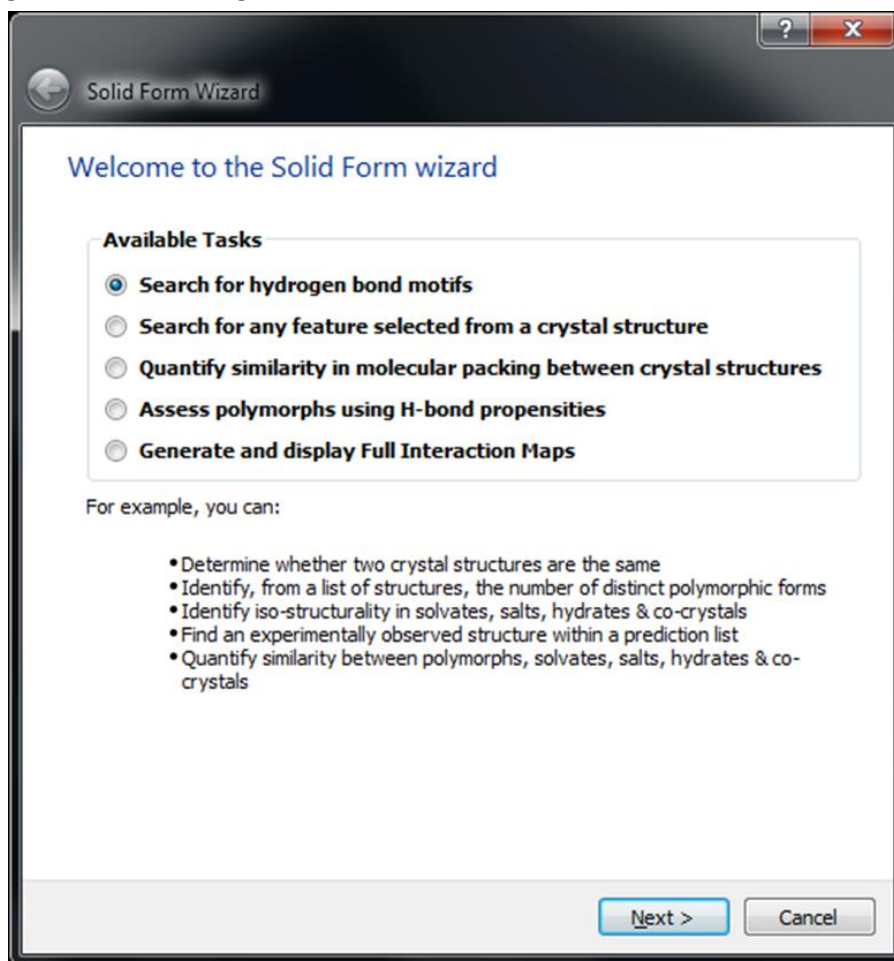 ?
X
Solid Form Wizard
Welcome to the Solid Form wizard
Available Tasks
Search for hydrogen bond motifs
Search for any feature selected from a crystal structure
Quantify similarity in molecular packing between crystal structures
Assess polymorphs using H-bond propensities
Generate and display Full Interaction Maps
For example, you can:
• Determine whether two crystal structures are the same
• Identify, from a list of structures, the number of distinct polymorphic forms
• Identify iso-structurality in solvates, salts, hydrates & co-crystals
• Find an experimentally observed structure within a prediction list
• Quantify similarity between polymorphs, solvates, salts, hydrates & co-
crystals
Next > Cancel